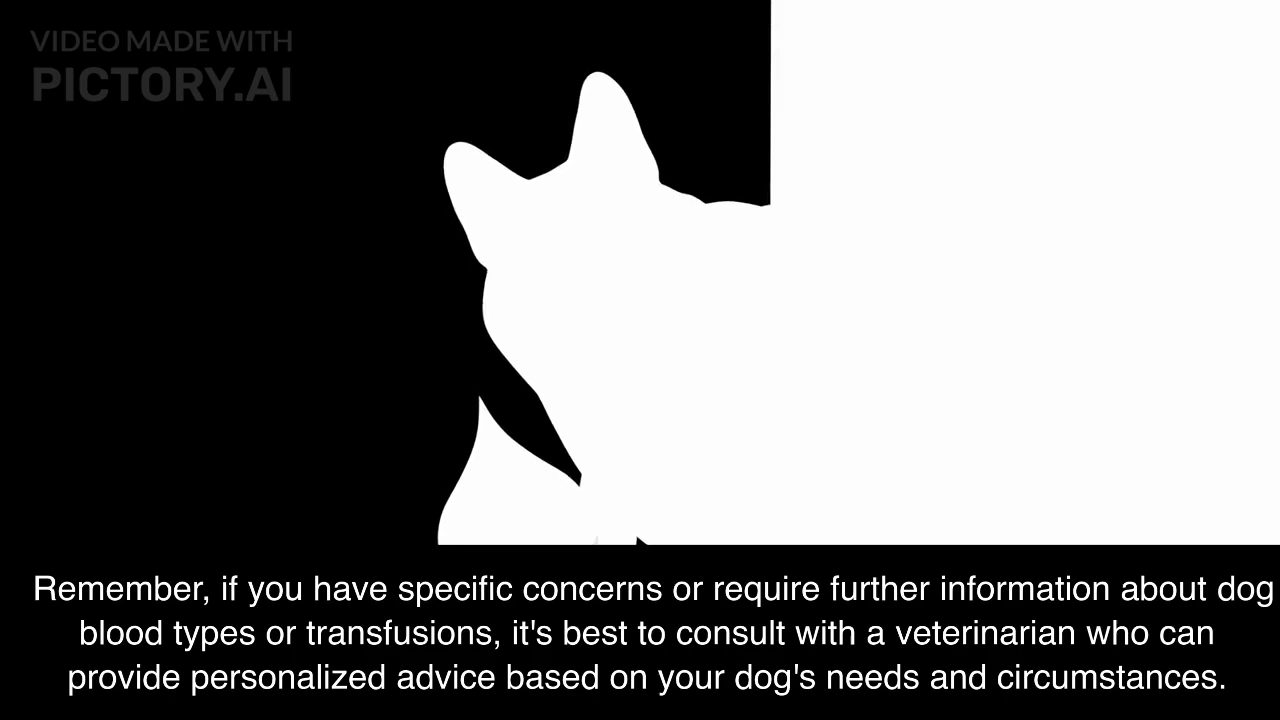 VIDEO MADE WITH
PICTORY.AI
Remember, if you have specific concerns or require further information about dog
blood types or transfusions, it's best to consult with a veterinarian who can
provide personalized advice based on your dog's needs and circumstances.